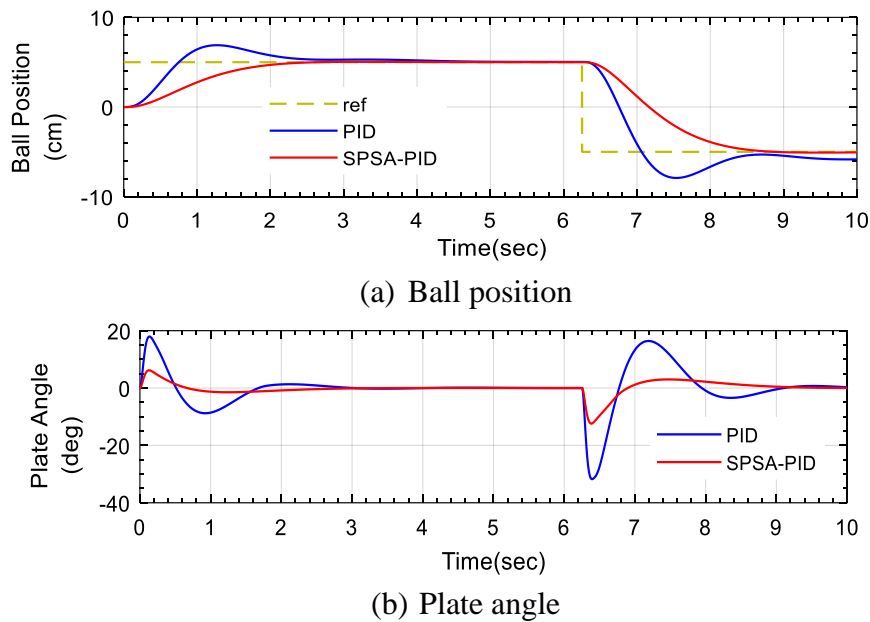 10
0
-10
Ball Position
(cm)
ref
PID
SPSA-PID
0 1 2 3 4 5 6 7 8 9 10
Time(sec)
(a) Ball position
20
0
-20
-40
Plate Angle
(deg)
PID
SPSA-PID
0 1 2 3 4 5 6 7 8 9 10
Time(sec)
(b) Plate angle